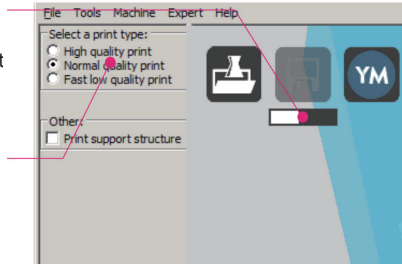 File Tools Machine Expert Help
Select a print type:
High quality print
Normal quality print
Fast low quality print
YM
Other:
Print support structure
t